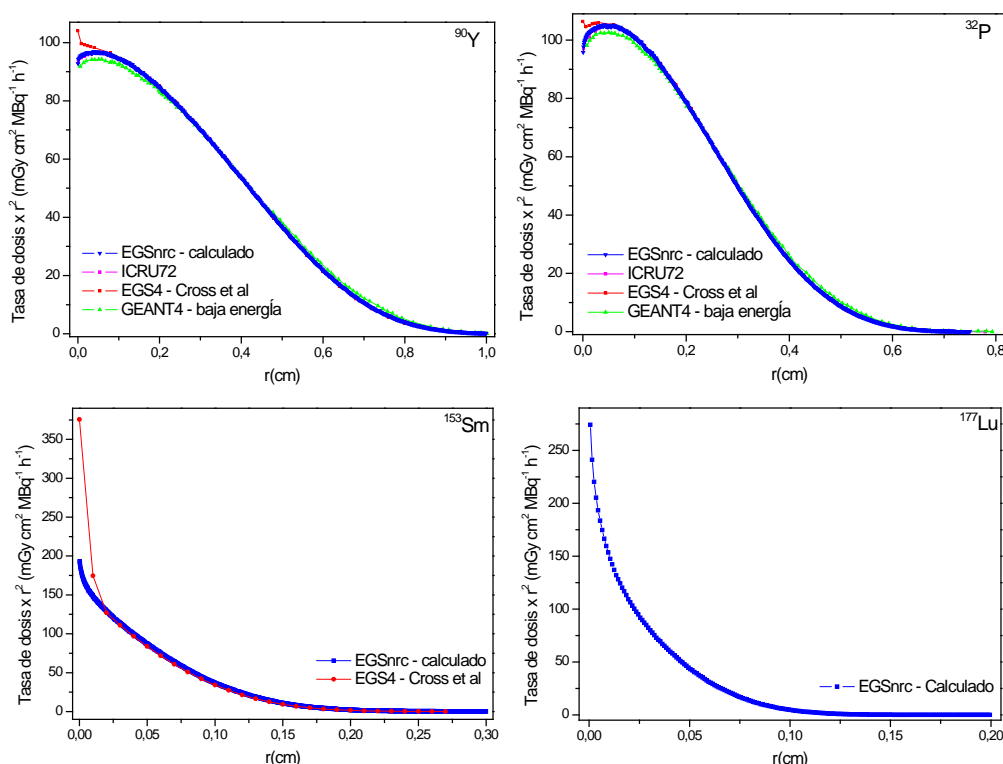 ⁹⁰Y
Tasa de dosis x r² (mGy cm² MBq⁻¹ h⁻¹)
100
80
60
40
20
0
EGSnrc - calculado
ICRU72
EGS4 - Cross et al
GEANT4 - baja energÍa
0,0 0,2 0,4 0,6 0,8 1,0
r(cm)
³²P
Tasa de dosis x r² (mGy cm² MBq⁻¹ h⁻¹)
100
80
60
40
20
0
EGSnrc - calculado
ICRU72
EGS4 - Cross et al
GEANT4 - baja energÍa
0,0 0,2 0,4 0,6 0,8
r(cm)
¹⁵³Sm
Tasa de dosis x r² (mGy cm² MBq⁻¹ h⁻¹)
350
300
250
200
150
100
50
0
EGSnrc - calculado
EGS4 - Cross et al
0,00 0,05 0,10 0,15 0,20 0,25 0,30
r(cm)
¹⁷⁷Lu
Tasa de dosis x r² (mGy cm² MBq⁻¹ h⁻¹)
250
200
150
100
50
0
EGSnrc - Calculado
0,00 0,05 0,10 0,15 0,20
r(cm)